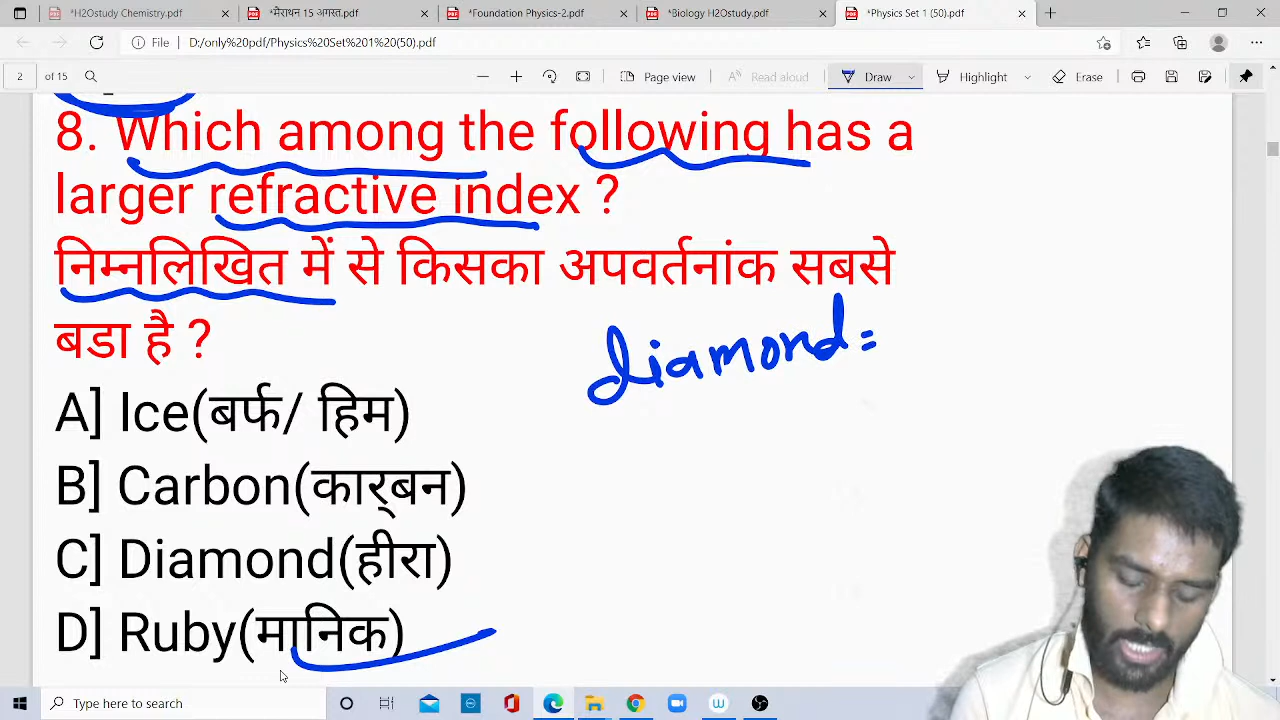 *H2Ostudy Chemistry.pdf
*मैराथन 15 अगस्त.pdf
*Foundation Physics-2.pdf
*Biology H2Ostudy.pdf
*Physics Set 1 (50).pdf
File
D:/only%20pdf/Physics%20Set%201%20(50).pdf
2
of 15
Page view
Read aloud
Draw
Highlight
Erase
8. Which among the following has a
larger refractive index ?
निम्नलिखित में से किसका अपवर्तनांक सबसे
बडा है ?
diamond=
A] Ice(बर्फ/ हिम)
B] Carbon(कार्‌बन)
C] Diamond(हीरा)
D] Ruby(मानिक)
Type here to search